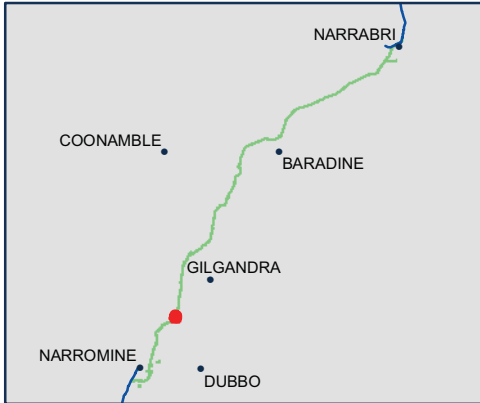 NARRABRI
COONAMBLE
BARADINE
GILGANDRA
NARROMINE
DUBBO